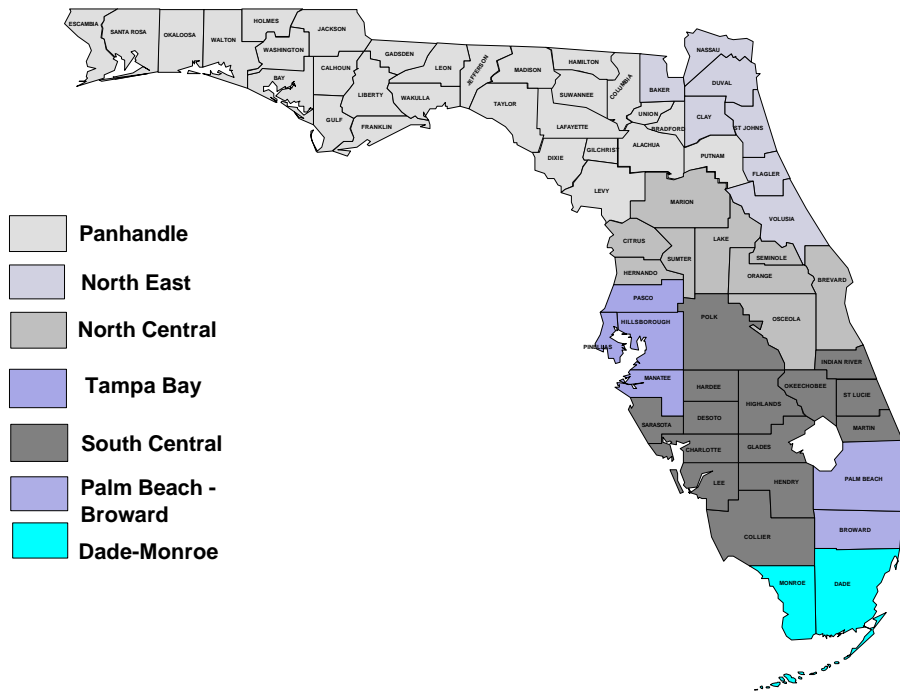 ESCAMBIA
SANTA ROSA
OKALOOSA
WALTON
HOLMES
JACKSON
WASHINGTON
BAY
CALHOUN
GULF
LIBERTY
FRANKLIN
GADSDEN
LEON
WAKULLA
JEFFERSON
MADISON
TAYLOR
HAMILTON
SUWANNEE
LAFAYETTE
COLUMBIA
DIXIE
GILCHRIST
UNION
BRADFORD
ALACHUA
LEVY
BAKER
NASSAU
DUVAL
CLAY
ST JOHNS
PUTNAM
FLAGLER
VOLUSIA
MARION
CITRUS
SUMTER
LAKE
HERNANDO
SEMINOLE
ORANGE
BREVARD
OSCEOLA
PASCO
HILLSBOROUGH
PINELLAS
MANATEE
POLK
INDIAN RIVER
OKEECHOBEE
ST LUCIE
HARDEE
HIGHLANDS
DESOTO
SARASOTA
MARTIN
CHARLOTTE
GLADES
LEE
HENDRY
PALM BEACH
BROWARD
COLLIER
MONROE
DADE
Panhandle
North East
North Central
Tampa Bay
South Central
Palm Beach -
Broward
Dade-Monroe